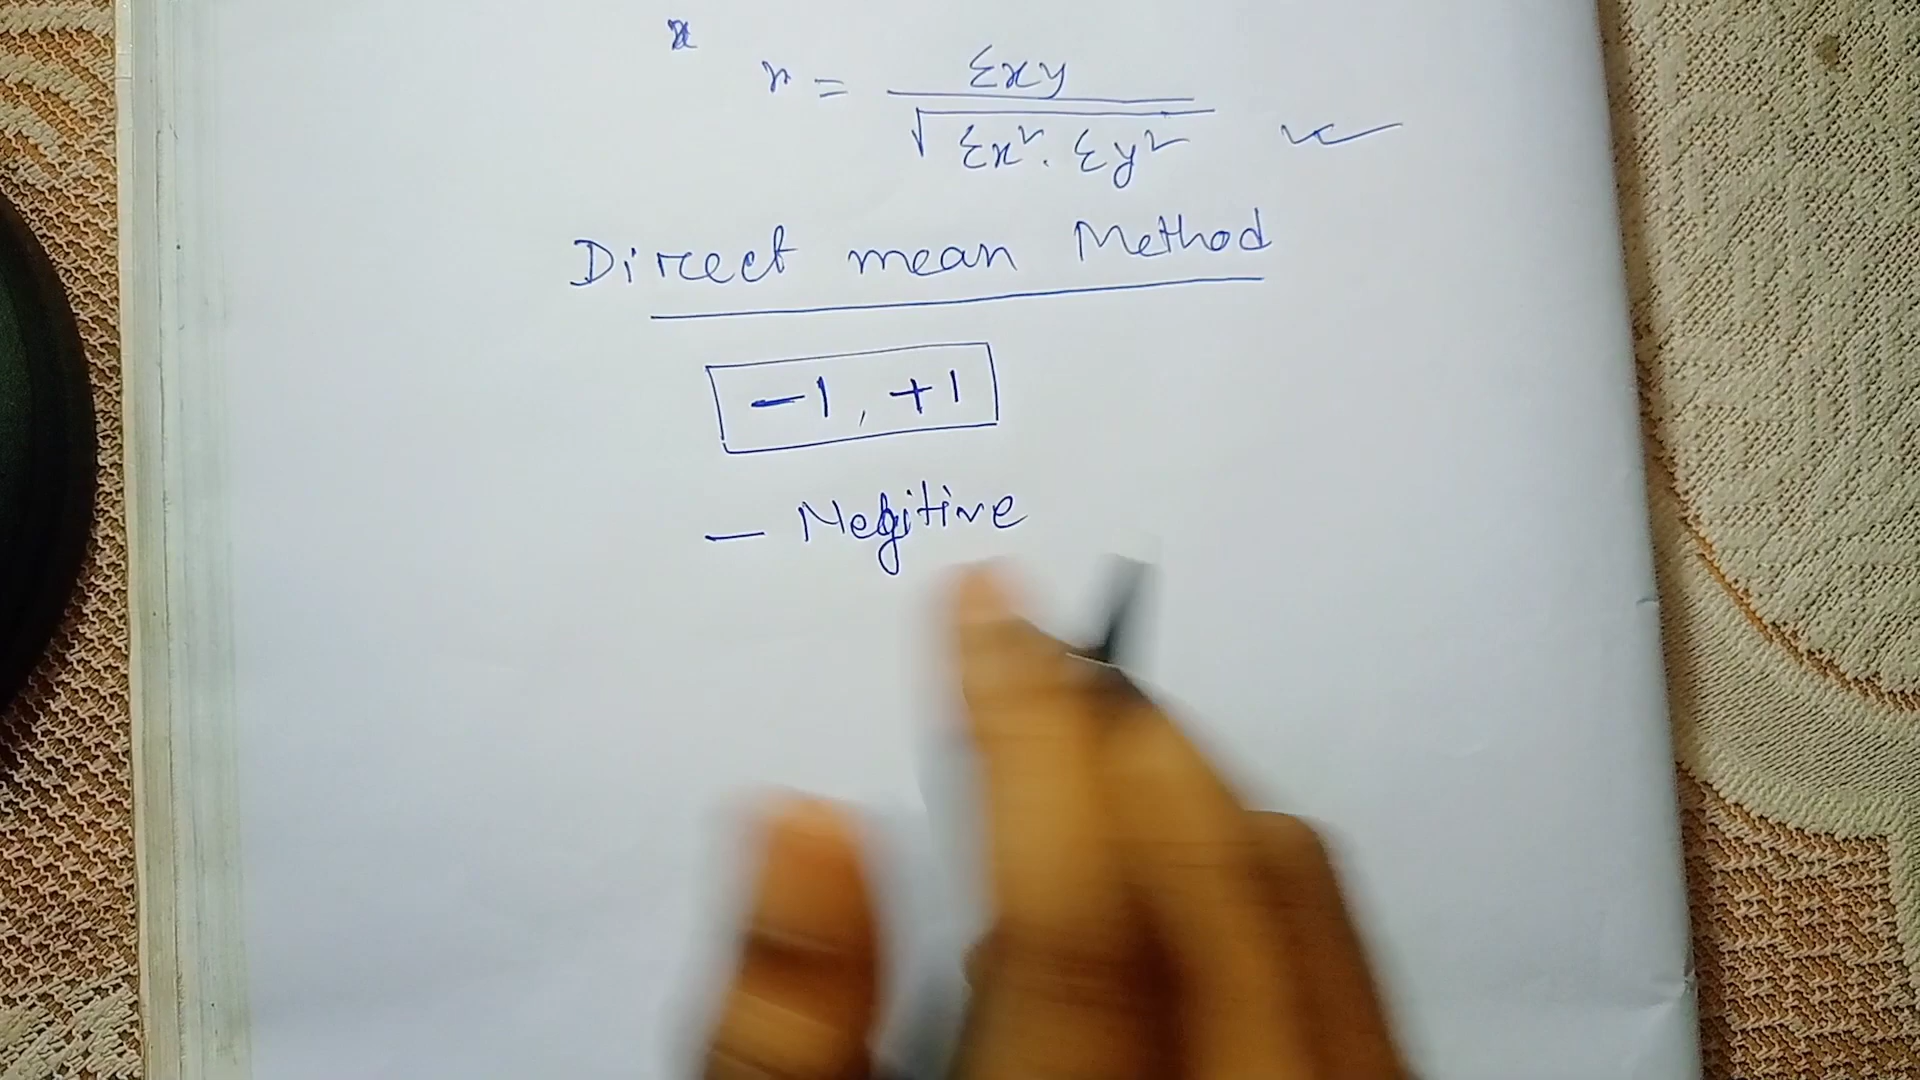 x
r = Σxy / √Σx². Σy²
Direct mean Method
-1, +1
- Negitive